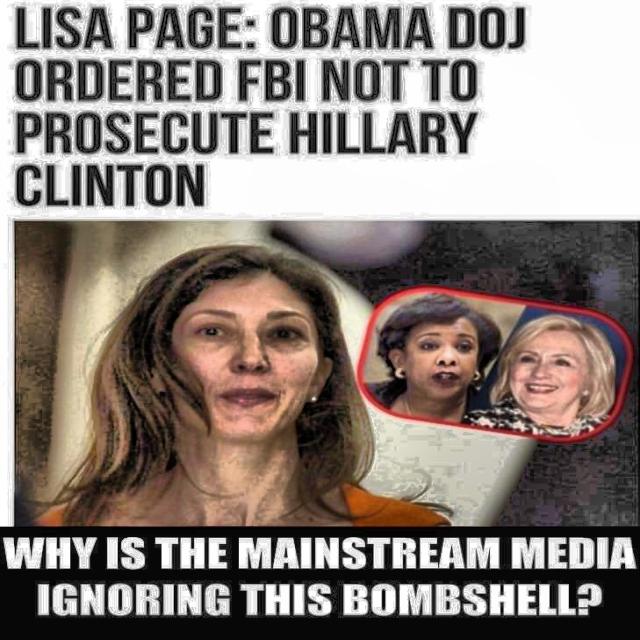 LISA PAGE: OBAMA DOJ
ORDERED FBI NOT TO
PROSECUTE HILLARY
CLINTON
WHY IS THE MAINSTREAM MEDIA
IGNORING THIS BOMBSHELL?